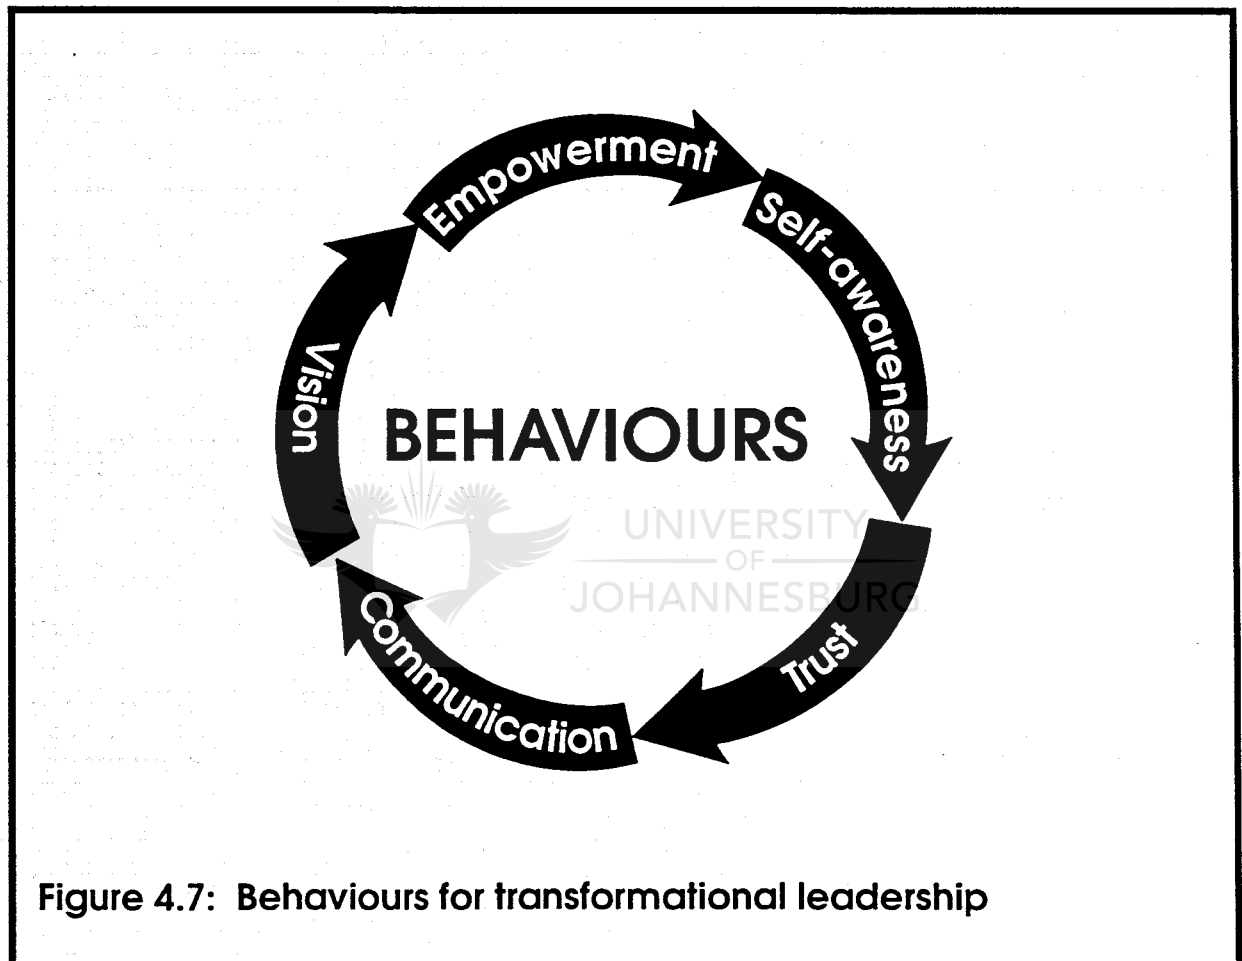 Empowerment
Self-awareness
Trust
Communication
Vision
BEHAVIOURS
UNIVERSITY
OF
JOHANNESBURG
Figure 4.7: Behaviours for transformational leadership